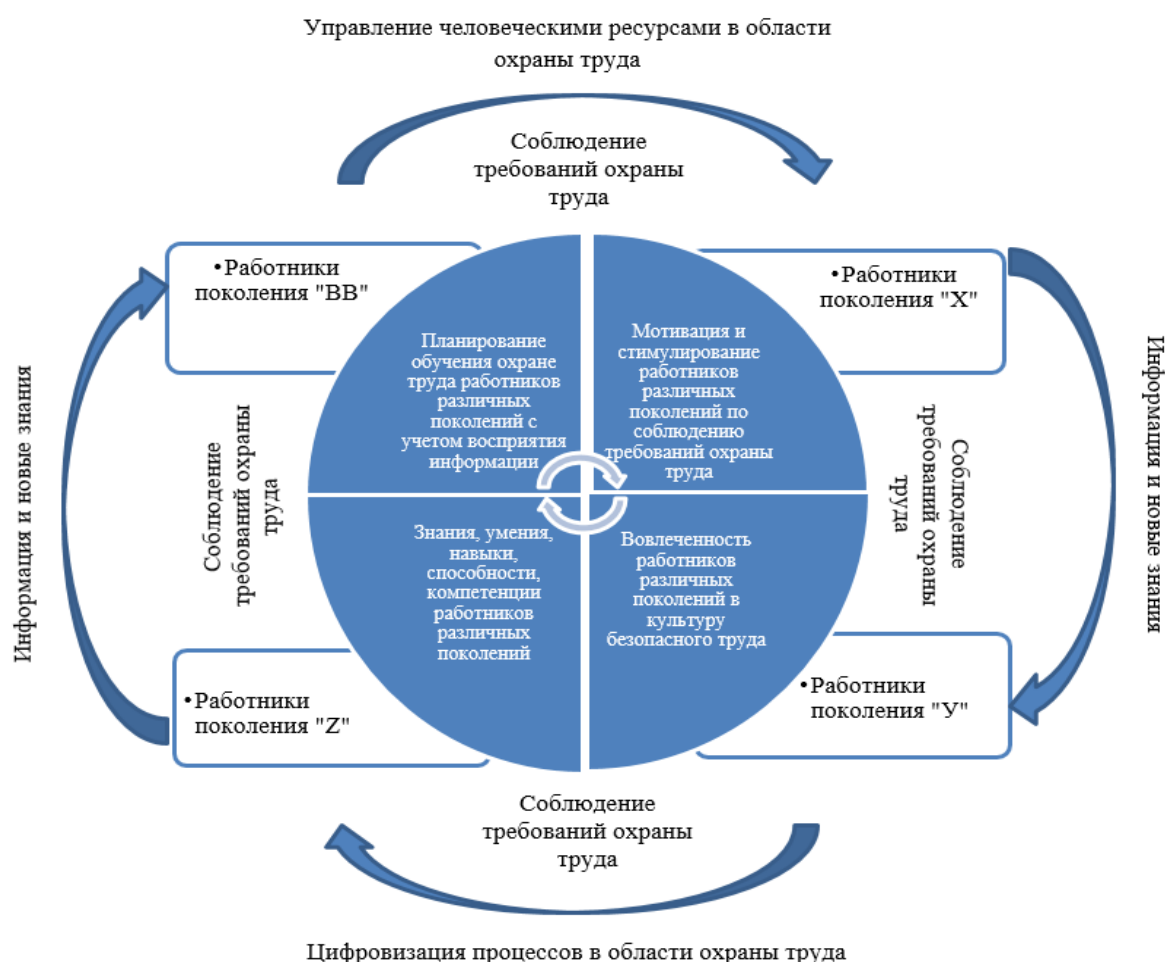 Управление человеческими ресурсами в области
охраны труда
Соблюдение
требований охраны
труда
•Работники
поколения "BB"
•Работники
поколения "X"
Планирование
обучения охране
труда работников
различных
поколений с
учетом восприятия
информации
Мотивация и
стимулирование
работников
различных
поколений по
соблюдению
требований охраны
труда
Информация и новые знания
Соблюдение
требований охраны
труда
Соблюдение
требований охраны
труда
Информация и новые знания
Знания, умения,
навыки,
способности,
компетенции
работников
различных
поколений
Вовлеченность
работников
различных
поколений в
культуру
безопасного труда
•Работники
поколения "Z"
•Работники
поколения "У"
Соблюдение
требований охраны
труда
Цифровизация процессов в области охраны труда